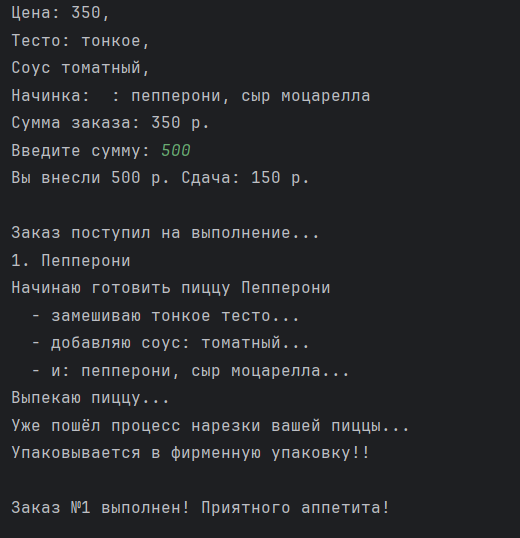 Цена: 350,
Тесто: тонкое,
Соус томатный,
Начинка:  : пепперони, сыр моцарелла
Сумма заказа: 350 р.
Введите сумму: 500
Вы внесли 500 р. Сдача: 150 р.
Заказ поступил на выполнение...
1. Пепперони
Начинаю готовить пиццу Пепперони
  - замешиваю тонкое тесто...
  - добавляю соус: томатный...
  - и: пепперони, сыр моцарелла...
Выпекаю пиццу...
Уже пошёл процесс нарезки вашей пиццы...
Упаковывается в фирменную упаковку!!
Заказ №1 выполнен! Приятного аппетита!